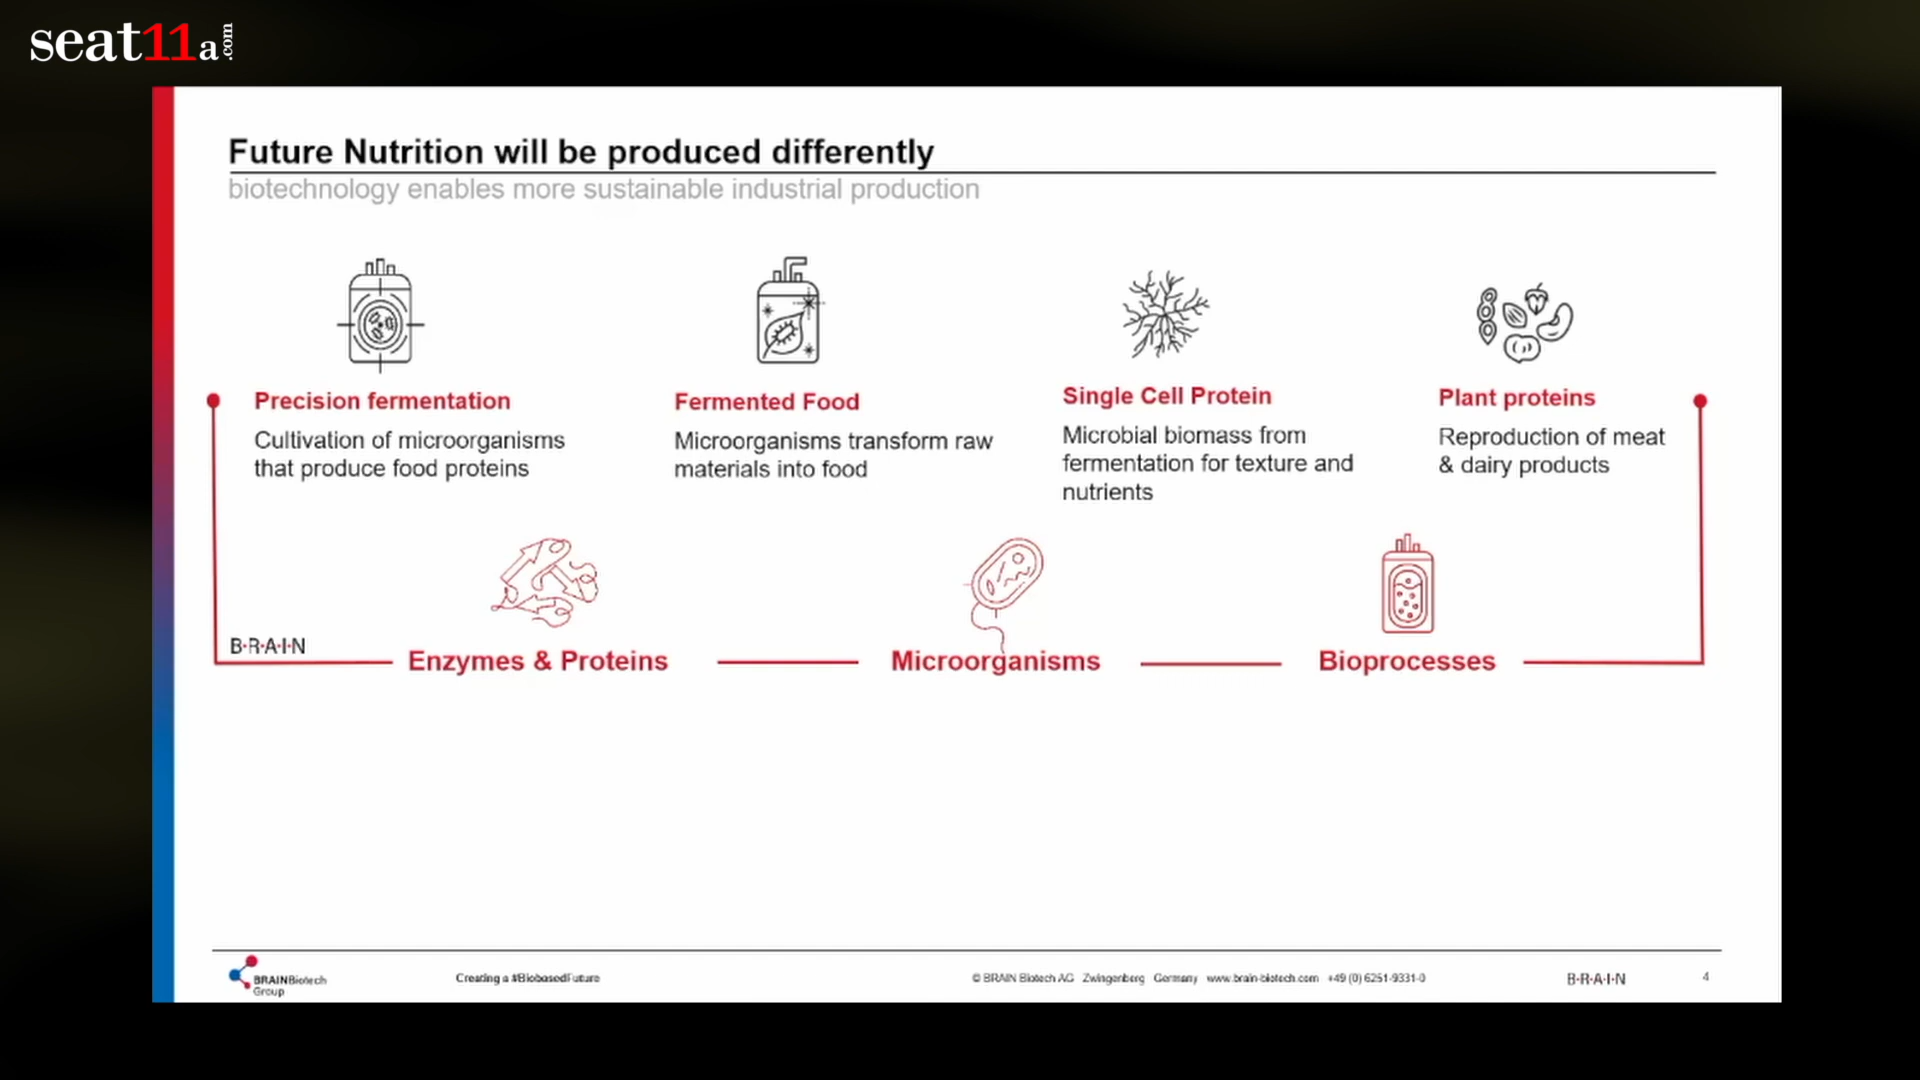 seat11a.com
Future Nutrition will be produced differently
biotechnology enables more sustainable industrial production
Precision fermentation
Cultivation of microorganisms
that produce food proteins
Fermented Food
Microorganisms transform raw
materials into food
Single Cell Protein
Microbial biomass from
fermentation for texture and
nutrients
Plant proteins
Reproduction of meat
& dairy products
B·R·A·I·N
Enzymes & Proteins
Microorganisms
Bioprocesses
BRAINBiotech
Group
Creating a #BiobasedFuture
© BRAIN Biotech AG Zwingenberg Germany www.brain-biotech.com +49 (0) 6251-9331-0
B·R·A·I·N
4